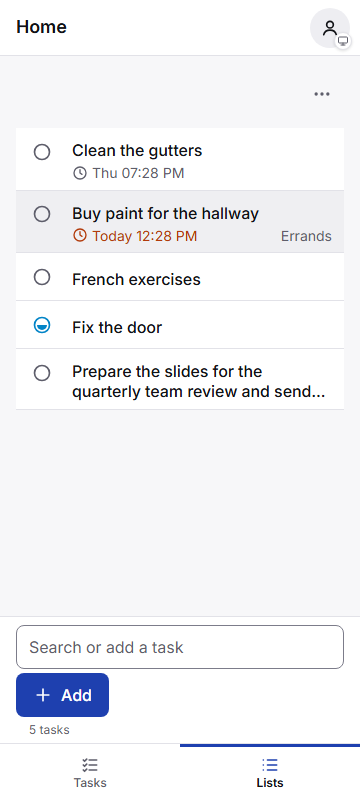 Home
Clean the gutters
Thu 07:28 PM
Buy paint for the hallway
Today 12:28 PM
Errands
French exercises
Fix the door
Prepare the slides for the
quarterly team review and send...
Search or add a task
Add
5 tasks
Tasks
Lists